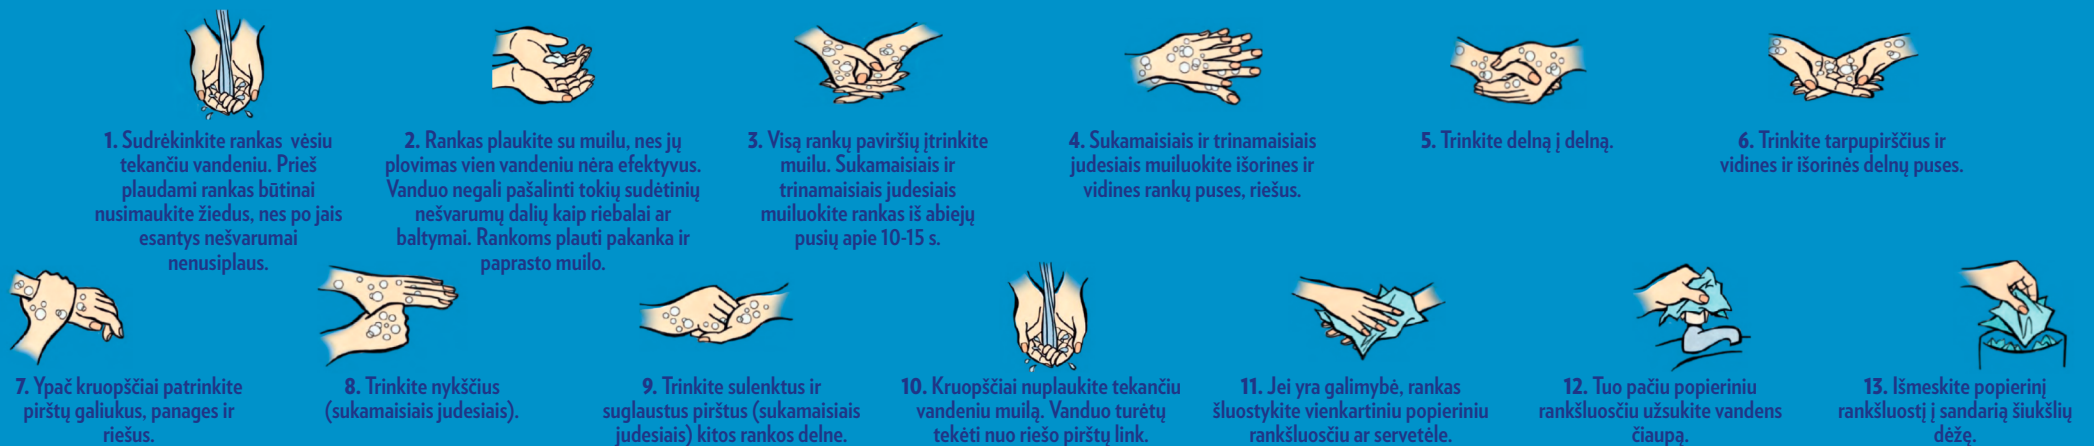 1. Sudrėkinkite rankas vėsiu
tekančiu vandeniu. Prieš
plaudami rankas būtinai
nusimaukite žiedus, nes po jais
esantys nešvarumai
nenusiplaus.
2. Rankas plaukite su muilu, nes jų
plovimas vien vandeniu nėra efektyvus.
Vanduo negali pašalinti tokių sudėtinių
nešvarumų dalių kaip riebalai ar
baltymai. Rankoms plauti pakanka ir
paprasto muilo.
3. Visą rankų paviršių įtrinkite
muilu. Sukamaisiais ir
trinamaisiais judesiais
muiluokite rankas iš abiejų
pusių apie 10-15 s.
4. Sukamaisiais ir trinamaisiais
judesiais muiluokite išorines ir
vidines rankų puses, riešus.
5. Trinkite delną į delną.
6. Trinkite tarpupirščius ir
vidines ir išorinės delnų puses.
7. Ypač kruopščiai patrinkite
pirštų galiukus, panages ir
riešus.
8. Trinkite nykščius
(sukamaisiais judesiais).
9. Trinkite sulenktus ir
suglaustus pirštus (sukamaisiais
judesiais) kitos rankos delne.
10. Kruopščiai nuplaukite tekančiu
vandeniu muilą. Vanduo turėtų
tekėti nuo riešo pirštų link.
11. Jei yra galimybė, rankas
šluostykite vienkartiniu popieriniu
rankšluosčiu ar servetėle.
12. Tuo pačiu popieriniu
rankšluosčiu užsukite vandens
čiaupą.
13. Išmeskite popierinį
rankšluostį į sandarią šiukšlių
dėžę.